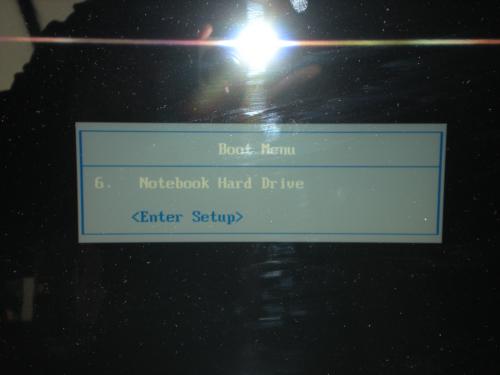 Boot Menu
6. Notebook Hard Drive
<Enter Setup>